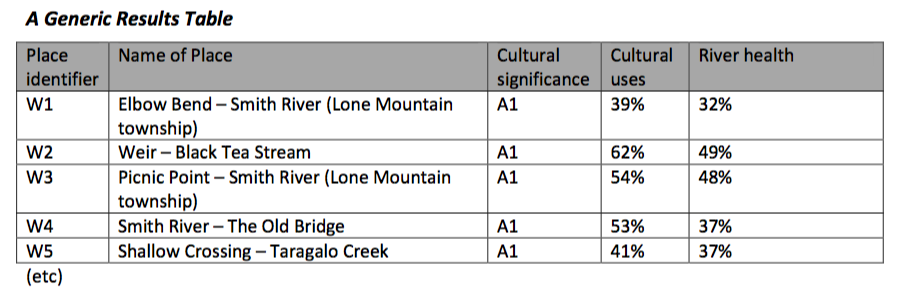 A Generic Results Table
Place identifier Name of Place Cultural significance Cultural uses River health
W1 Elbow Bend – Smith River (Lone Mountain township) A1 39% 32%
W2 Weir – Black Tea Stream A1 62% 49%
W3 Picnic Point – Smith River (Lone Mountain township) A1 54% 48%
W4 Smith River – The Old Bridge A1 53% 37%
W5 Shallow Crossing – Taragalo Creek A1 41% 37%
(etc)